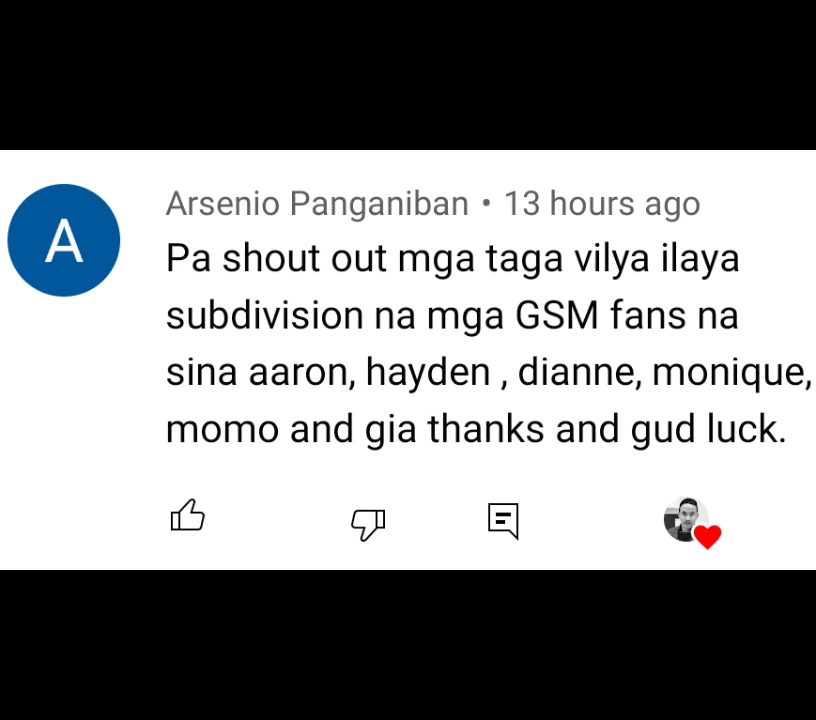 A
Arsenio Panganiban • 13 hours ago
Pa shout out mga taga vilya ilaya
subdivision na mga GSM fans na
sina aaron, hayden , dianne, monique,
momo and gia thanks and gud luck.